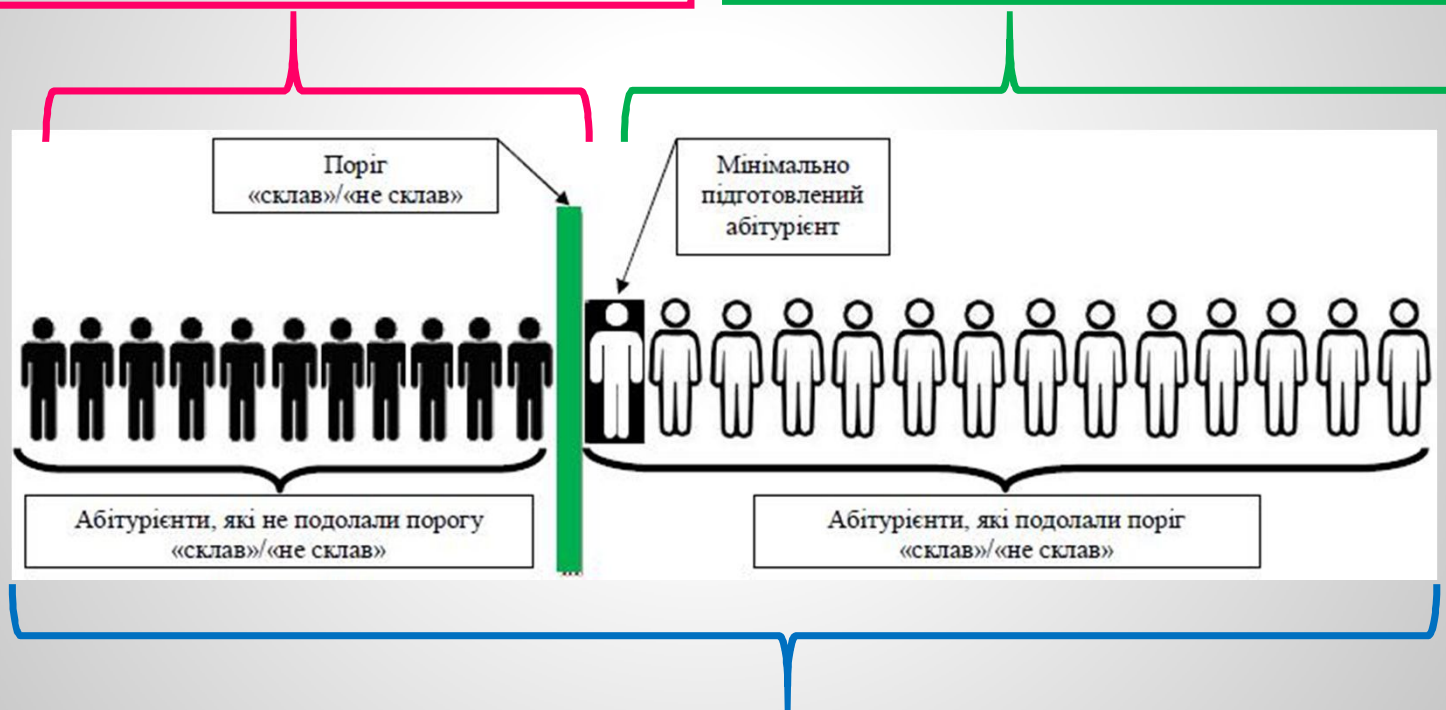 Поріг
«склав»/«не склав»
Мінімально
підготовлений
абітурієнт
Абітурієнти, які не подолали порогу
«склав»/«не склав»
Абітурієнти, які подолали поріг
«склав»/«не склав»